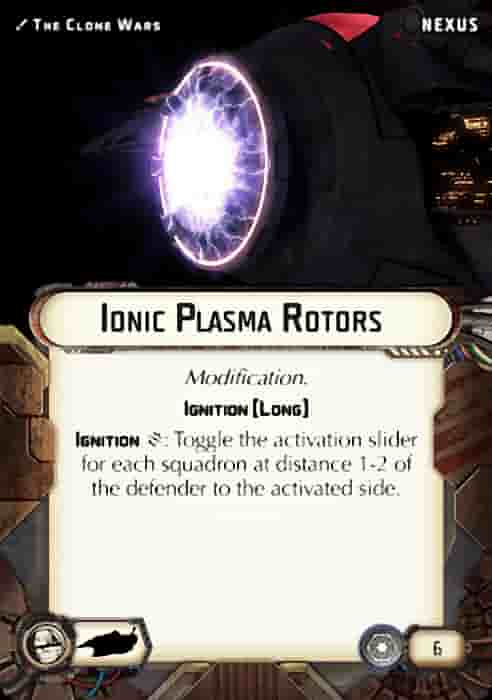 The Clone Wars
NEXUS
Ionic Plasma Rotors
Modification.
Ignition (Long)
Ignition : Toggle the activation slider
for each squadron at distance 1-2 of
the defender to the activated side.
6